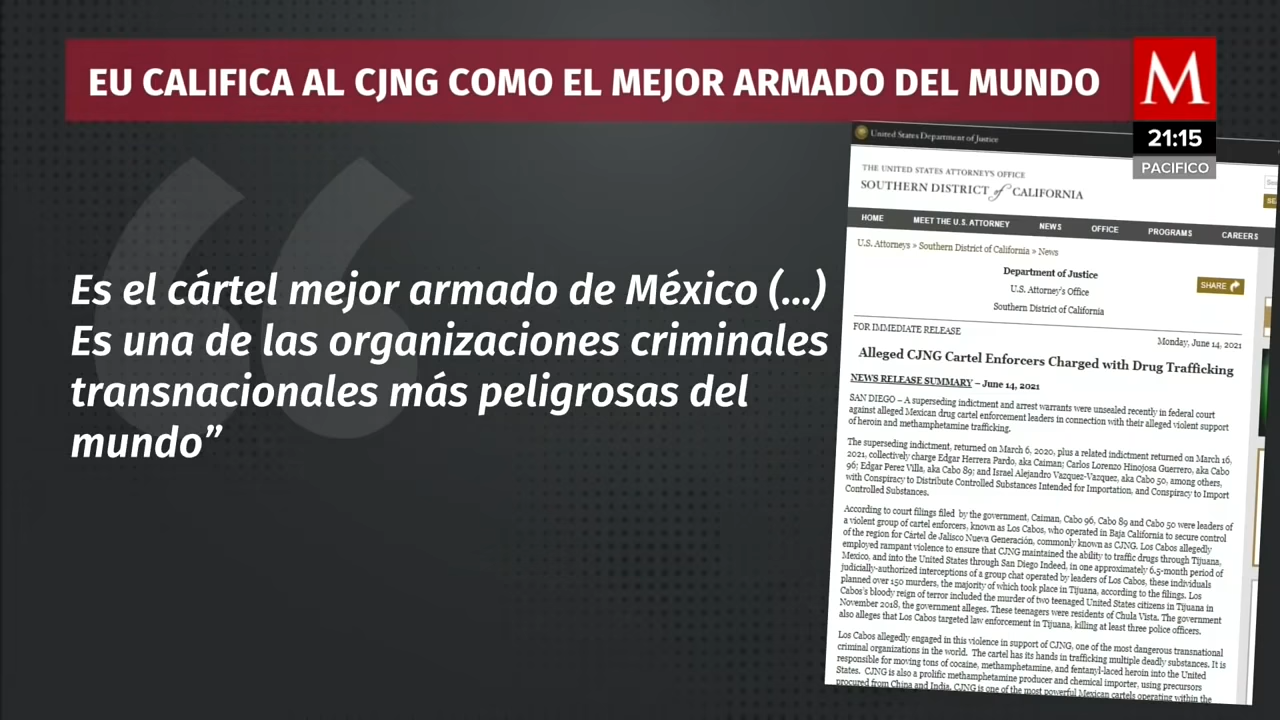 EU CALIFICA AL CJNG COMO EL MEJOR ARMADO DEL MUNDO
M
21:15
PACIFICO
Es el cártel mejor armado de México (...)
Es una de las organizaciones criminales
transnacionales más peligrosas del
mundo”
United States Department of Justice
THE UNITED STATES ATTORNEY'S OFFICE
SOUTHERN DISTRICT of CALIFORNIA
HOME MEET THE U.S. ATTORNEY NEWS OFFICE PROGRAMS CAREERS
U.S. Attorneys » Southern District of California » News
Department of Justice
SHARE
U.S. Attorney's Office
Southern District of California
FOR IMMEDIATE RELEASE
Monday, June 14, 2021
Alleged CJNG Cartel Enforcers Charged with Drug Trafficking
NEWS RELEASE SUMMARY – June 14, 2021
SAN DIEGO – A superseding indictment and arrest warrants were unsealed recently in federal court
against alleged Mexican drug cartel enforcement leaders in connection with their alleged violent support
of heroin and methamphetamine trafficking.
The superseding indictment, returned on March 6, 2020, plus a related indictment returned on March 16,
2021, collectively charge Edgar Herrera Pardo, aka Caiman; Carlos Lorenzo Hinojosa Guerrero, aka Cabo
96; Edgar Perez Villa, aka Cabo 89; and Israel Alejandro Vazquez-Vazquez, aka Cabo 50, among others,
with Conspiracy to Distribute Controlled Substances Intended for Importation, and Conspiracy to Import
Controlled Substances.
According to court filings filed by the government, Caiman, Cabo 96, Cabo 89 and Cabo 50 were leaders of
a violent group of cartel enforcers, known as Los Cabos, who operated in Baja California to secure control
of the region for Cártel de Jalisco Nueva Generación, commonly known as CJNG. Los Cabos allegedly
employed rampant violence to ensure that CJNG maintained the ability to traffic drugs through Tijuana,
Mexico, and into the United States through San Diego Indeed, in one approximately 6.5-month period of
judicially-authorized interceptions of a group chat operated by leaders of Los Cabos, these individuals
planned over 150 murders, the majority of which took place in Tijuana, according to the filings. Los
Cabos's bloody reign of terror included the murder of two teenaged United States citizens in Tijuana in
November 2018, the government alleges. These teenagers were residents of Chula Vista. The government
also alleges that Los Cabos targeted law enforcement in Tijuana, killing at least three police officers.
Los Cabos allegedly engaged in this violence in support of CJNG, one of the most dangerous transnational
criminal organizations in the world. The cartel has its hands in trafficking multiple deadly substances. It is
responsible for moving tons of cocaine, methamphetamine, and fentanyl-laced heroin into the United
States. CJNG is also a prolific methamphetamine producer and chemical importer, using precursors
procured from China and India. CJNG is one of the most powerful Mexican cartels operating within the